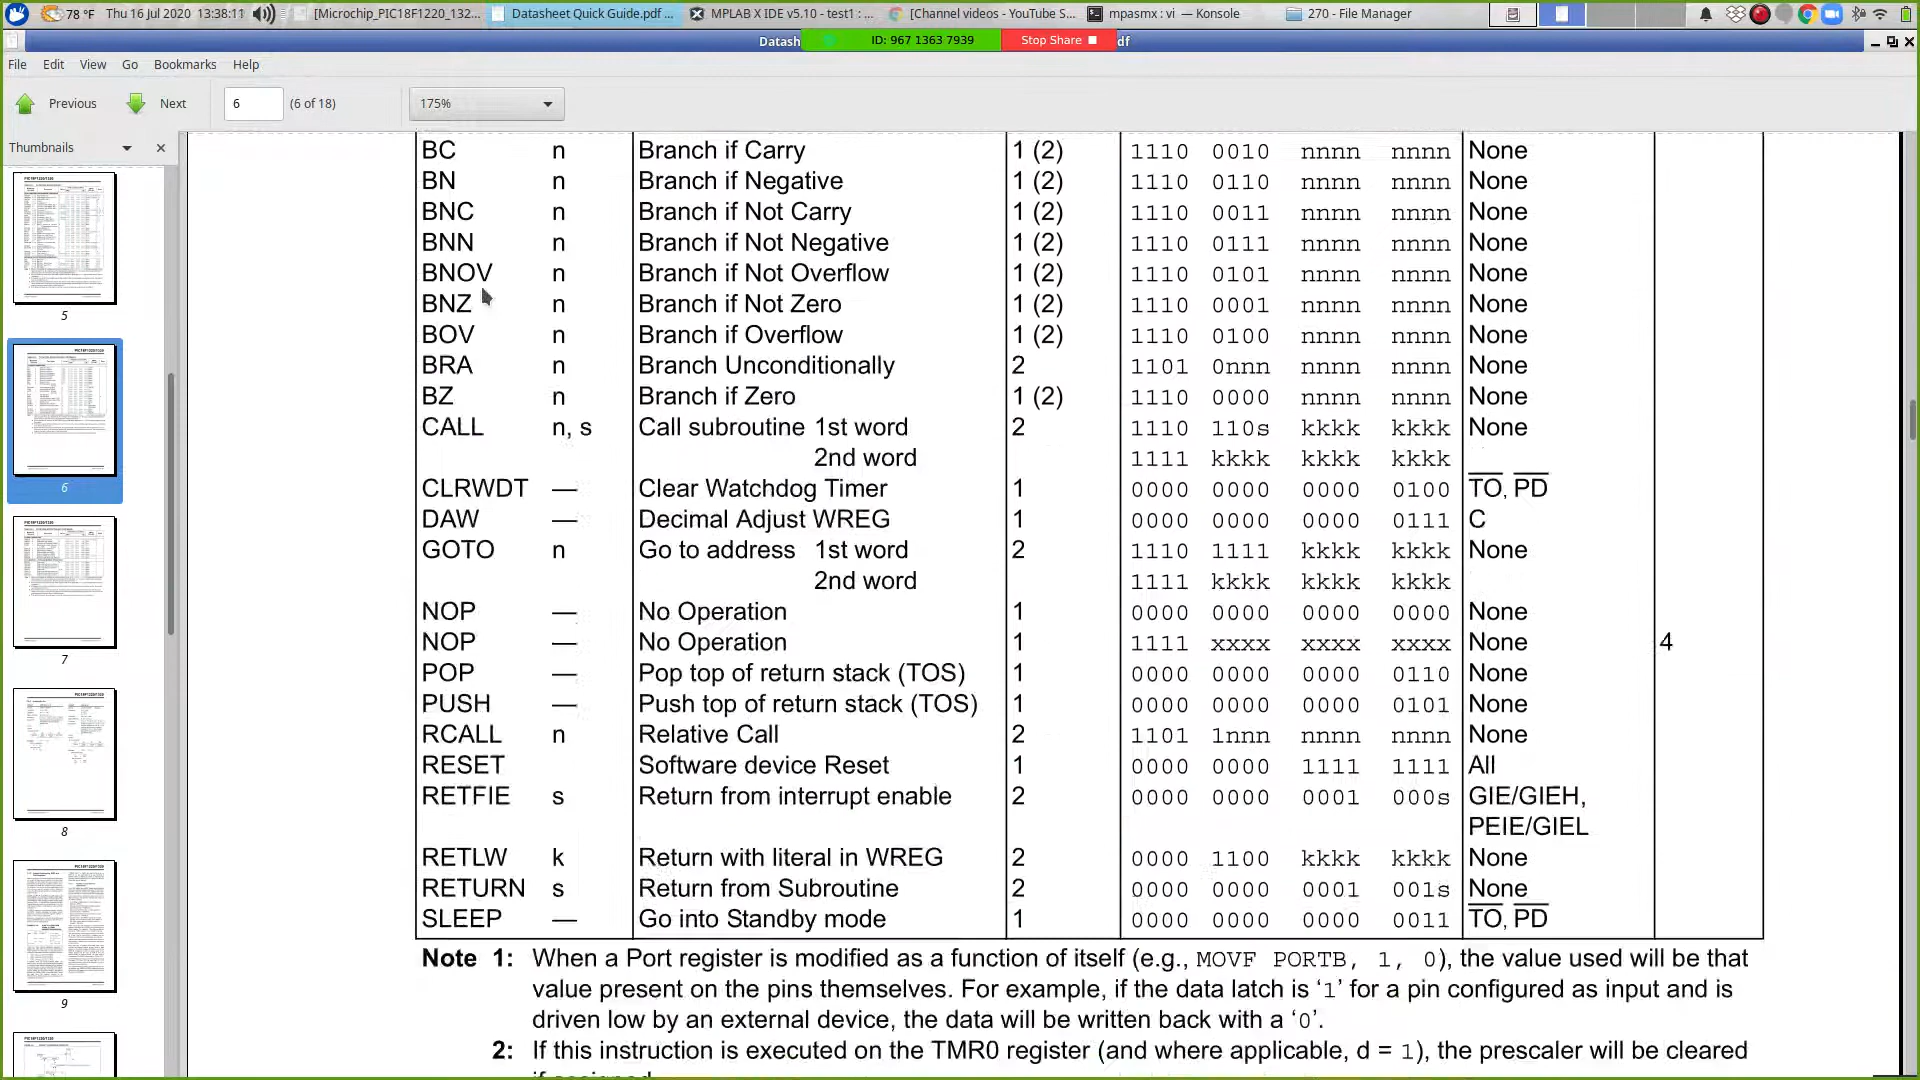 78 °F Thu 16 Jul 2020, 13:38:11 [Microchip_PIC18F1220_132... Datasheet Quick Guide.pdf ... MPLAB X IDE v5.10 - test1 : ... [Channel videos - YouTube S... mpasmx : vi — Konsole 270 - File Manager
Datash ID: 967 1363 7939 Stop Share df
File Edit View Go Bookmarks Help
Previous Next 6 (6 of 18) 175%
Thumbnails
5
6
7
8
9
BC n Branch if Carry 1 (2) 1110 0010 nnnn nnnn None
BN n Branch if Negative 1 (2) 1110 0110 nnnn nnnn None
BNC n Branch if Not Carry 1 (2) 1110 0011 nnnn nnnn None
BNN n Branch if Not Negative 1 (2) 1110 0111 nnnn nnnn None
BNOV n Branch if Not Overflow 1 (2) 1110 0101 nnnn nnnn None
BNZ n Branch if Not Zero 1 (2) 1110 0001 nnnn nnnn None
BOV n Branch if Overflow 1 (2) 1110 0100 nnnn nnnn None
BRA n Branch Unconditionally 2 1101 0nnn nnnn nnnn None
BZ n Branch if Zero 1 (2) 1110 0000 nnnn nnnn None
CALL n, s Call subroutine 1st word 2 1110 110s kkkk kkkk None
2nd word 1111 kkkk kkkk kkkk
CLRWDT — Clear Watchdog Timer 1 0000 0000 0000 0100 T̅O̅, P̅D̅
DAW — Decimal Adjust WREG 1 0000 0000 0000 0111 C
GOTO n Go to address 1st word 2 1110 1111 kkkk kkkk None
2nd word 1111 kkkk kkkk kkkk
NOP — No Operation 1 0000 0000 0000 0000 None
NOP — No Operation 1 1111 xxxx xxxx xxxx None 4
POP — Pop top of return stack (TOS) 1 0000 0000 0000 0110 None
PUSH — Push top of return stack (TOS) 1 0000 0000 0000 0101 None
RCALL n Relative Call 2 1101 1nnn nnnn nnnn None
RESET Software device Reset 1 0000 0000 1111 1111 All
RETFIE s Return from interrupt enable 2 0000 0000 0001 000s GIE/GIEH,
PEIE/GIEL
RETLW k Return with literal in WREG 2 0000 1100 kkkk kkkk None
RETURN s Return from Subroutine 2 0000 0000 0001 001s None
SLEEP — Go into Standby mode 1 0000 0000 0000 0011 T̅O̅, P̅D̅
Note 1: When a Port register is modified as a function of itself (e.g., MOVF PORTB, 1, 0), the value used will be that
value present on the pins themselves. For example, if the data latch is ‘1’ for a pin configured as input and is
driven low by an external device, the data will be written back with a ‘0’.
2: If this instruction is executed on the TMR0 register (and where applicable, d = 1), the prescaler will be cleared